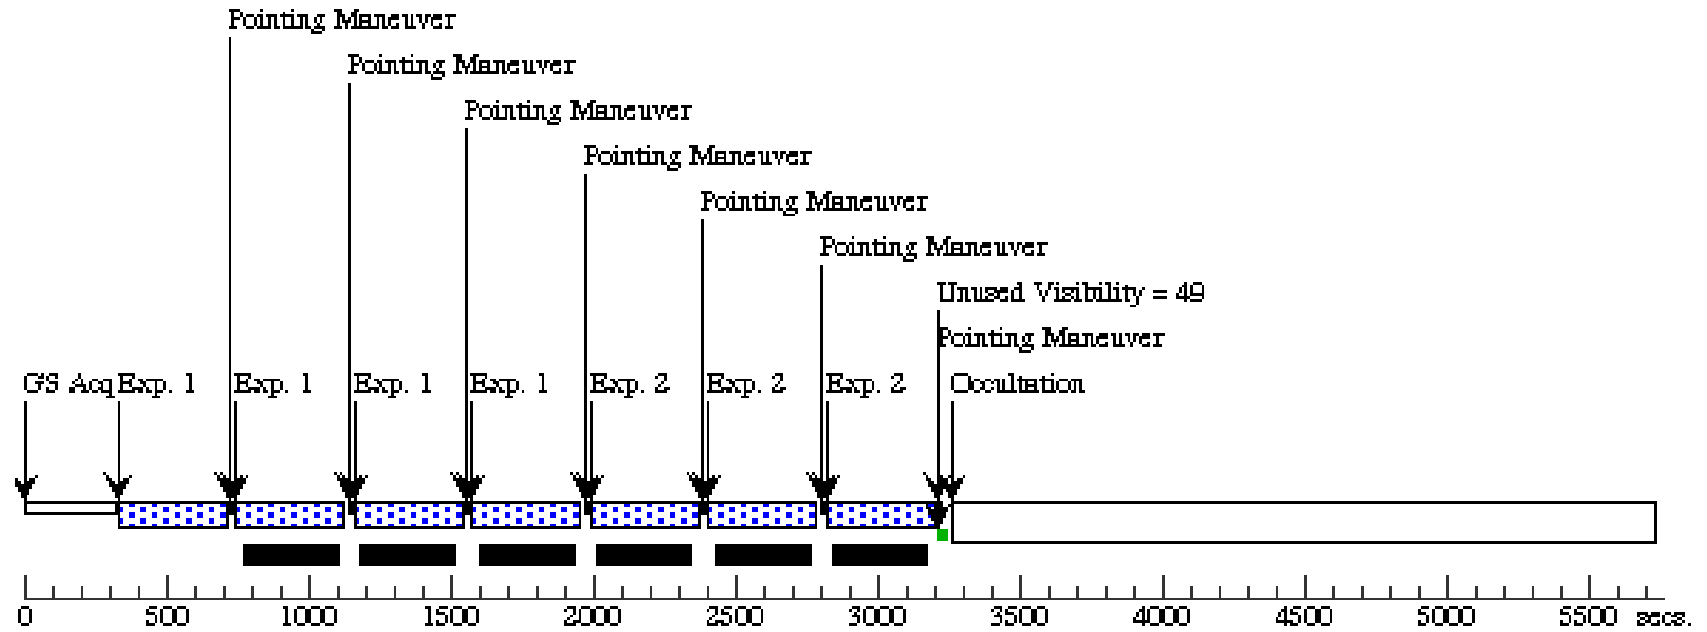 Pointing Maneuver
Pointing Maneuver
Pointing Maneuver
Pointing Maneuver
Pointing Maneuver
Pointing Maneuver
Unused Visibility = 49
Pointing Maneuver
GS Acq Exp. 1 Exp. 1 Exp. 1 Exp. 1 Exp. 2 Exp. 2 Exp. 2 Occultation
0 500 1000 1500 2000 2500 3000 3500 4000 4500 5000 5500 secs.